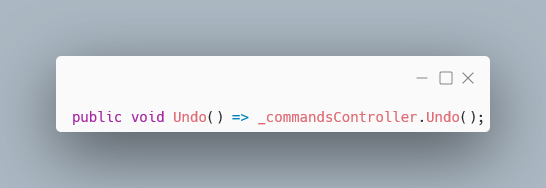 public void Undo() => _commandsController.Undo();